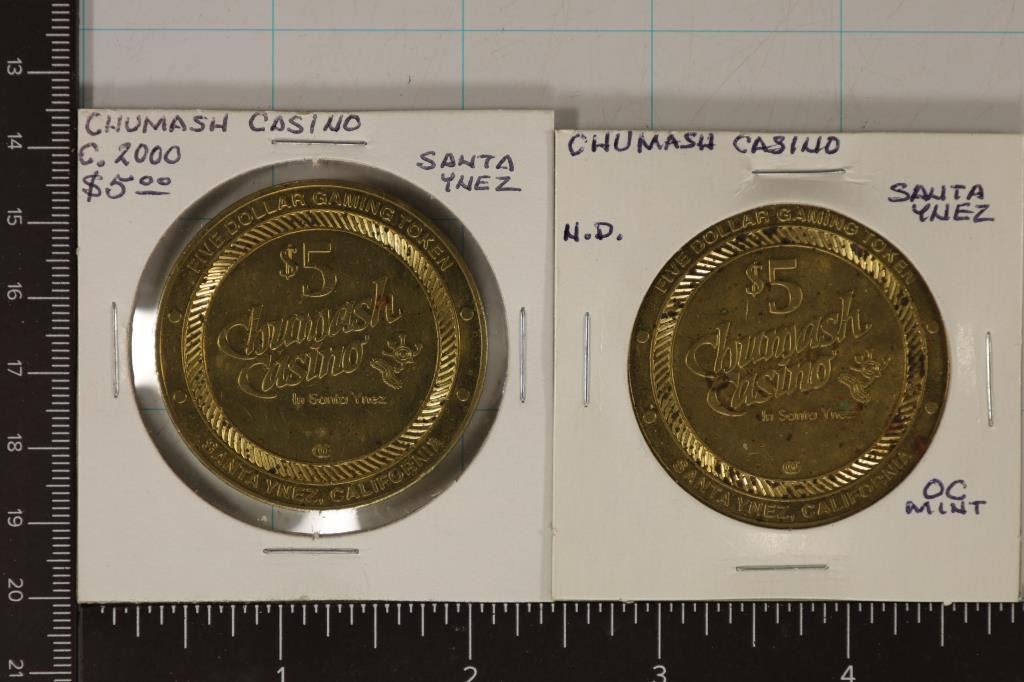 CHUMASH CASINO
C. 2000
$5.00
SANTA
YNEZ
FIVE DOLLAR GAMING TOKEN
$5
Chumash
Casino
In Santa Ynez
SANTA YNEZ, CALIFORNIA
CHUMASH CASINO
N.D.
SANTA
YNEZ
FIVE DOLLAR GAMING TOKEN
$5
Chumash
Casino
In Santa Ynez
SANTA YNEZ, CALIFORNIA
OC
MINT
13
14
15
16
17
18
19
20
21
1
2
3
4